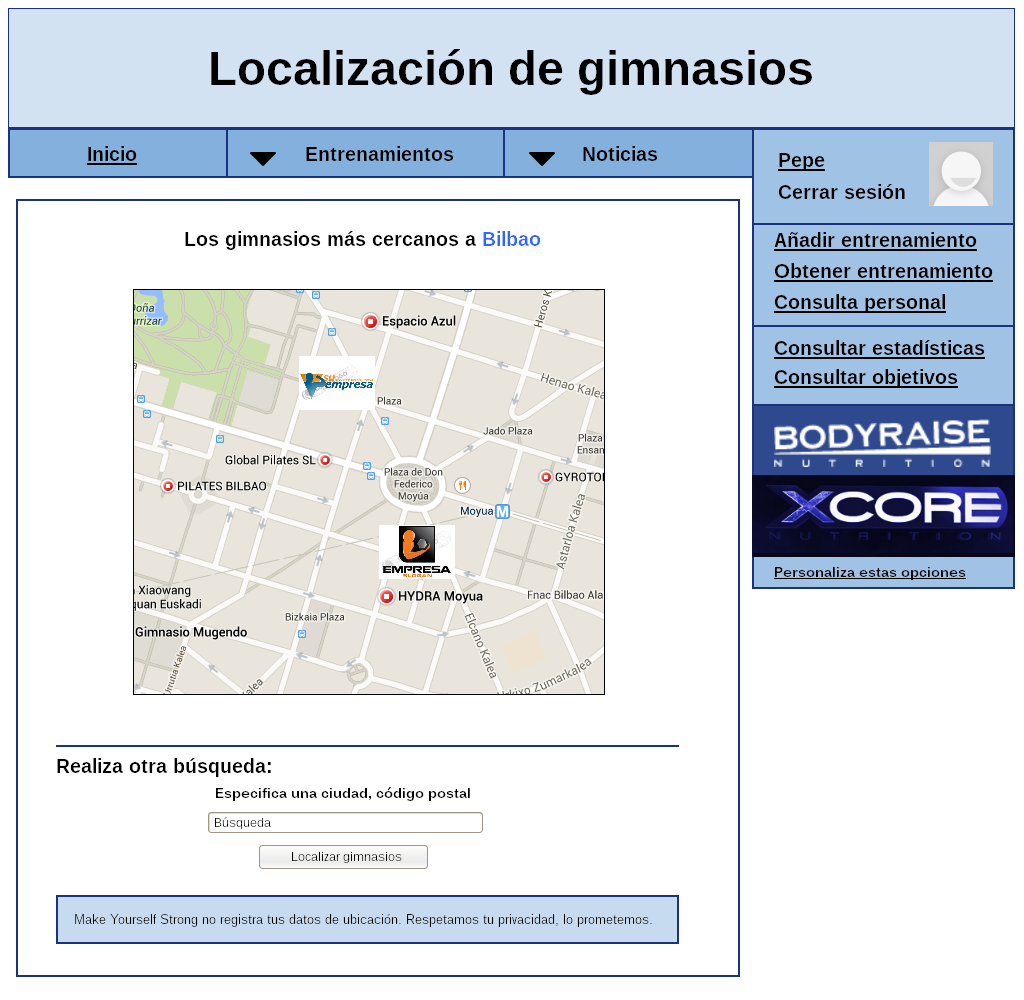 Localización de gimnasios
Inicio
Entrenamientos
Noticias
Pepe
Cerrar sesión
Añadir entrenamiento
Obtener entrenamiento
Consulta personal
Consultar estadísticas
Consultar objetivos
BODYRAISE
NUTRITION
XCORE
NUTRITION
Personaliza estas opciones
Los gimnasios más cercanos a Bilbao
Doña
urrizar
Espacio Azul
Heros K
empresa
Henao Kalea
Plaza
Jado Plaza
Plaza
Ensan
Global Pilates SL
Plaza de Don
Federico
Moyúa
PILATES BILBAO
GYROTO
Moyua M
Astarloa Kalea
EMPRESA
SLOGAN
Xiaowang
quan Euskadi
HYDRA Moyua
Fnac Bilbao Ala
Bizkaia Plaza
Gimnasio Mugendo
Elcano Kalea
Urrutia Kalea
alea
kixo Zumarkalea
Realiza otra búsqueda:
Especifica una ciudad, código postal
Búsqueda
Localizar gimnasios
Make Yourself Strong no registra tus datos de ubicación. Respetamos tu privacidad, lo prometemos.